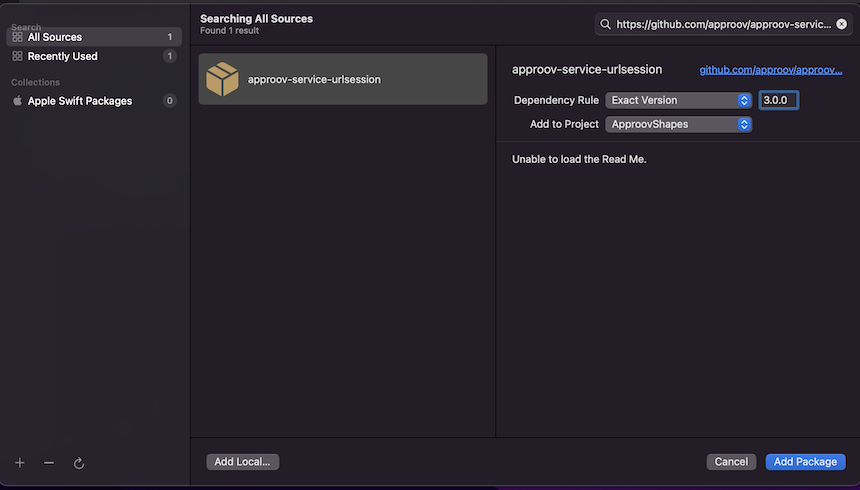 Search
All Sources 1
Recently Used 1
Collections
Apple Swift Packages 0
Searching All Sources
Found 1 result
https://github.com/approov/approov-servic...
approov-service-urlsession
approov-service-urlsession github.com/approov/approov...
Dependency Rule Exact Version 3.0.0
Add to Project ApproovShapes
Unable to load the Read Me.
Add Local... Cancel Add Package